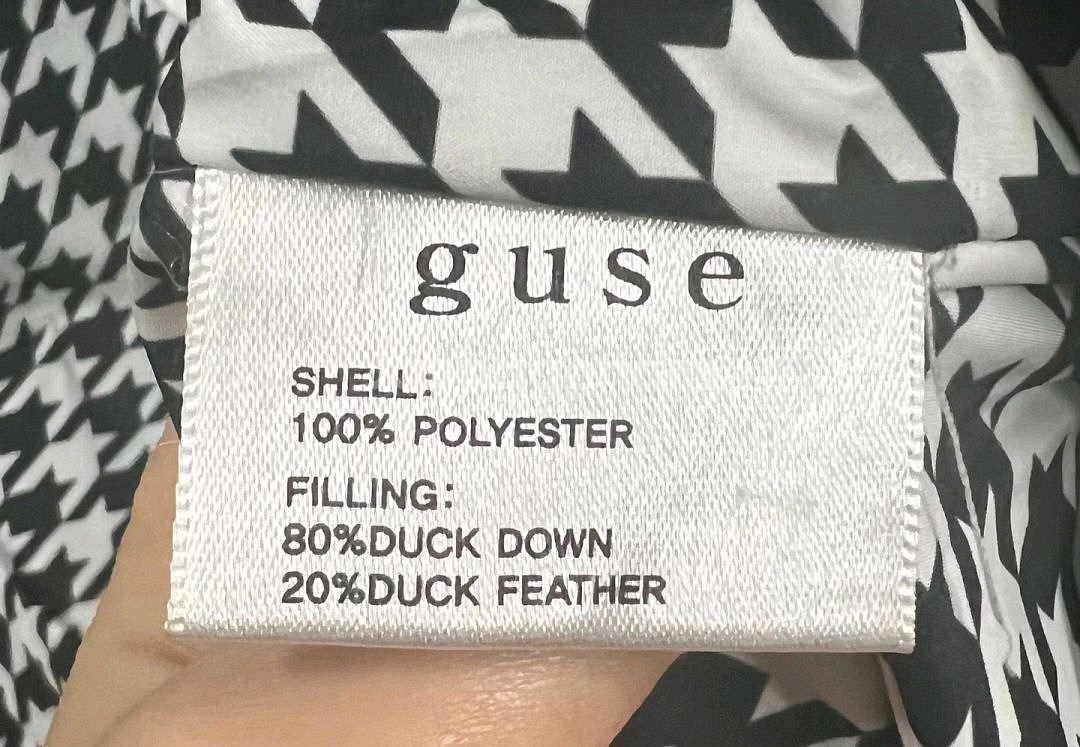 guse
SHELL:
100% POLYESTER
FILLING:
80%DUCK DOWN
20%DUCK FEATHER